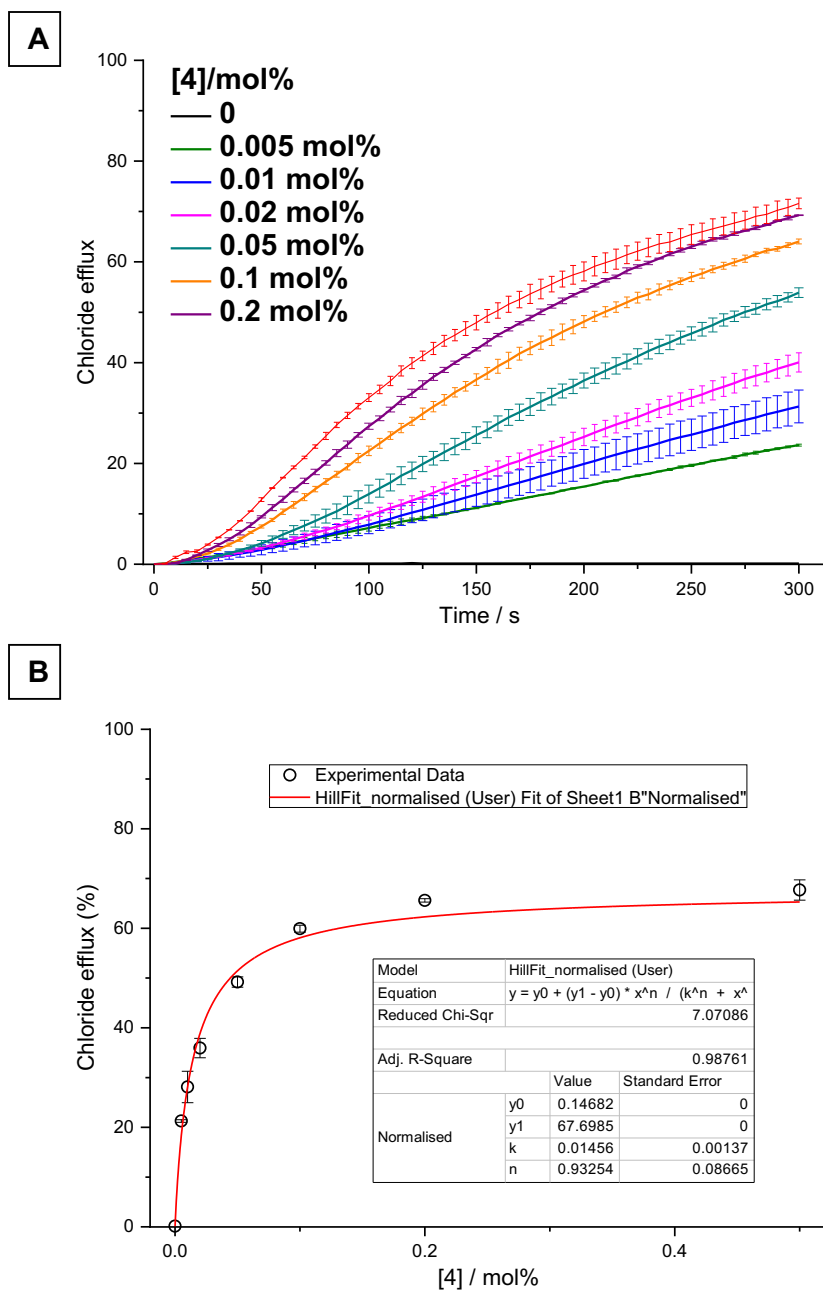 A
[4]/mol%
0
0.005 mol%
0.01 mol%
0.02 mol%
0.05 mol%
0.1 mol%
0.2 mol%
100
80
60
40
20
0
Chloride efflux
0 50 100 150 200 250 300
Time / s
B
Experimental Data
HillFit_normalised (User) Fit of Sheet1 B"Normalised"
100
80
60
40
20
0
Chloride efflux (%)
Model HillFit_normalised (User)
Equation y = y0 + (y1 - y0) * x^n / (k^n + x^
Reduced Chi-Sqr 7.07086
Adj. R-Square 0.98761
Value Standard Error
Normalised y0 0.14682 0
y1 67.6985 0
k 0.01456 0.00137
n 0.93254 0.08665
0.0 0.2 0.4
[4] / mol%